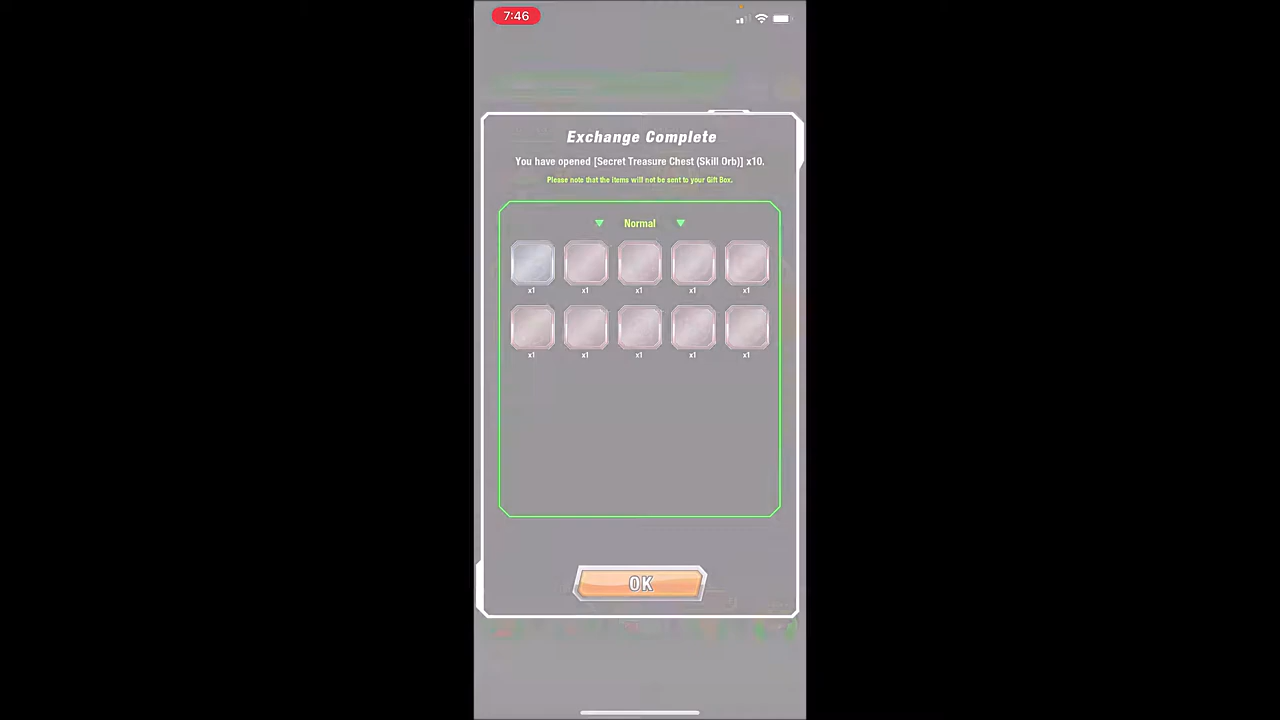 7:46
Exchange Complete
You have opened [Secret Treasure Chest (Skill Orb)] x10.
Please note that the items will not be sent to your Gift Box.
Normal
x1 x1 x1 x1 x1
x1 x1 x1 x1 x1
OK